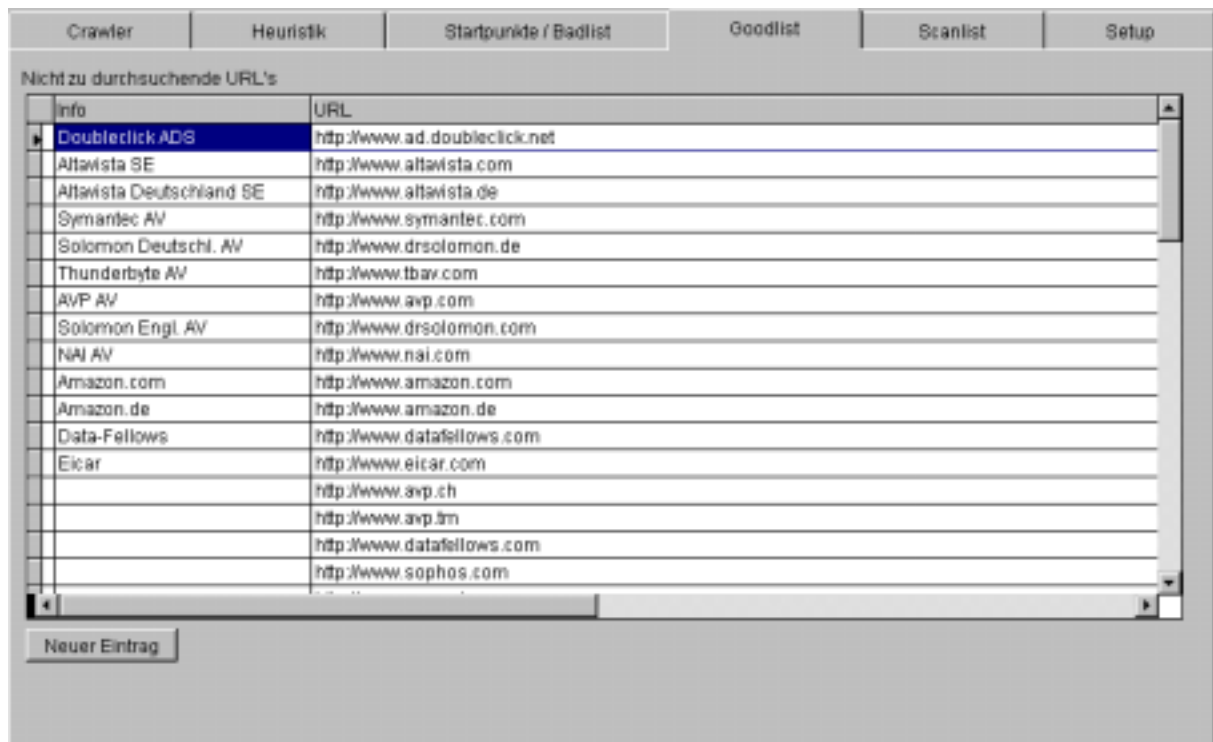 Crawler Heuristik Startpunkte / Badlist Goodlist Scanlist Setup
Nicht zu durchsuchende URL's
Info URL
Doubleclick ADS http://www.ad.doubleclick.net
Altavista SE http://www.altavista.com
Altavista Deutschland SE http://www.altavista.de
Symantec AV http://www.symantec.com
Solomon Deutschl. AV http://www.drsolomon.de
Thunderbyte AV http://www.tbav.com
AVP AV http://www.avp.com
Solomon Engl. AV http://www.drsolomon.com
NAI AV http://www.nai.com
Amazon.com http://www.amazon.com
Amazon.de http://www.amazon.de
Data-Fellows http://www.datafellows.com
Eicar http://www.eicar.com
http://www.avp.ch
http://www.avp.tm
http://www.datafellows.com
http://www.sophos.com
Neuer Eintrag